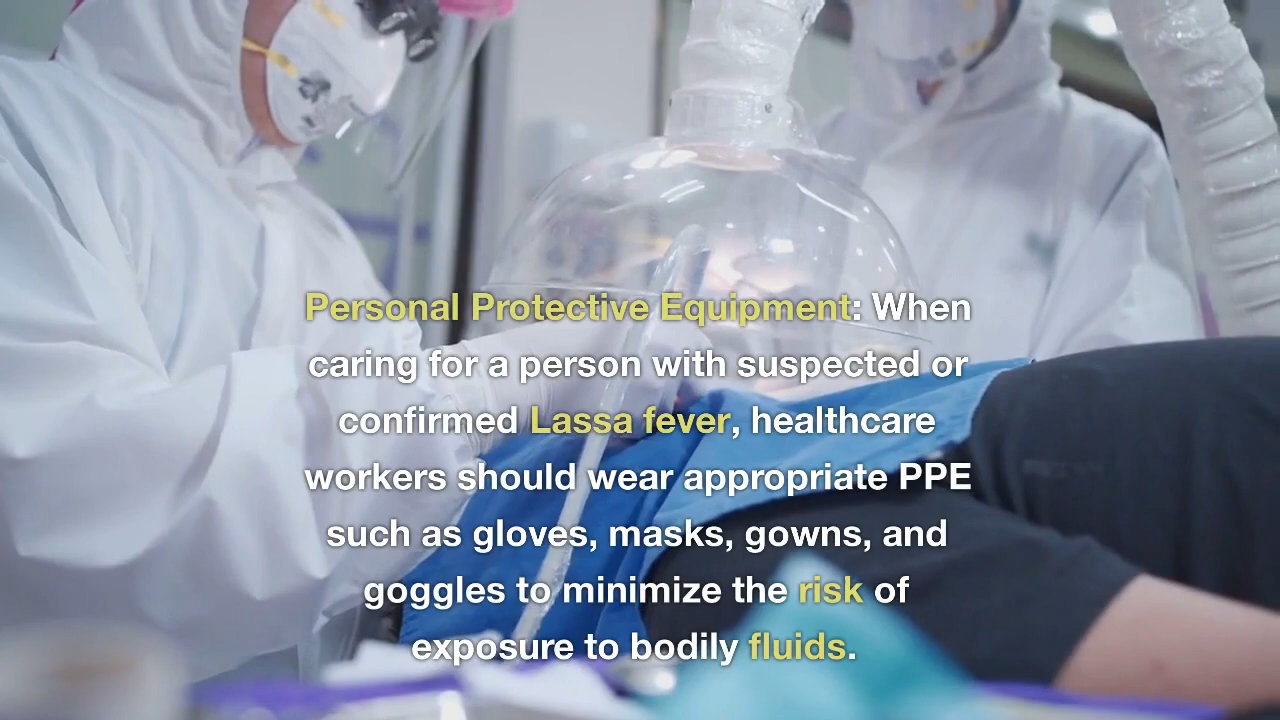 Personal Protective Equipment: When
caring for a person with suspected or
confirmed Lassa fever, healthcare
workers should wear appropriate PPE
such as gloves, masks, gowns, and
goggles to minimize the risk of
exposure to bodily fluids.